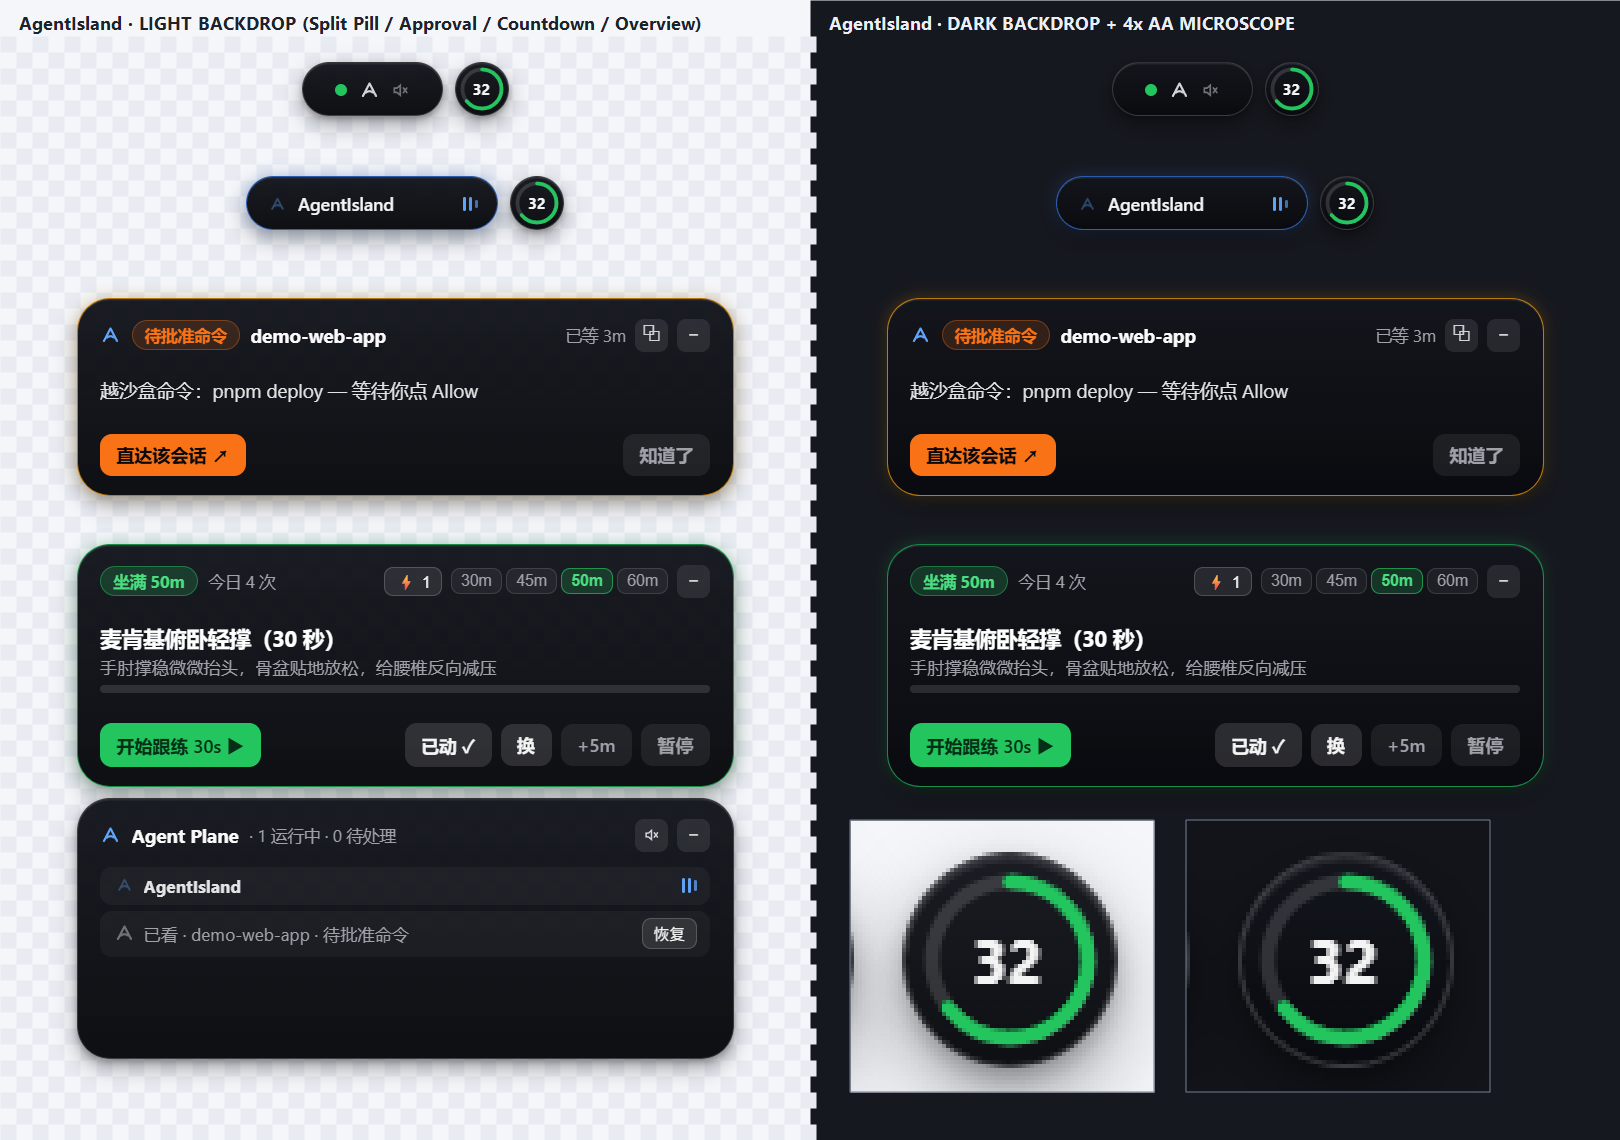 AgentIsland · LIGHT BACKDROP (Split Pill / Approval / Countdown / Overview)
32
AgentIsland
32
待批准命令 demo-web-app 已等 3m −
越沙盒命令：pnpm deploy — 等待你点 Allow
直达该会话 ↗ 知道了
坐满 50m 今日 4 次 1 30m 45m 50m 60m −
麦肯基俯卧轻撑（30 秒）
手肘撑稳微微抬头，骨盆贴地放松，给腰椎反向减压
开始跟练 30s ▶ 已动 ✓ 换 +5m 暂停
Agent Plane · 1 运行中 · 0 待处理 −
AgentIsland
已看 · demo-web-app · 待批准命令 恢复
AgentIsland · DARK BACKDROP + 4x AA MICROSCOPE
32
AgentIsland
32
待批准命令 demo-web-app 已等 3m −
越沙盒命令：pnpm deploy — 等待你点 Allow
直达该会话 ↗ 知道了
坐满 50m 今日 4 次 1 30m 45m 50m 60m −
麦肯基俯卧轻撑（30 秒）
手肘撑稳微微抬头，骨盆贴地放松，给腰椎反向减压
开始跟练 30s ▶ 已动 ✓ 换 +5m 暂停
32
32